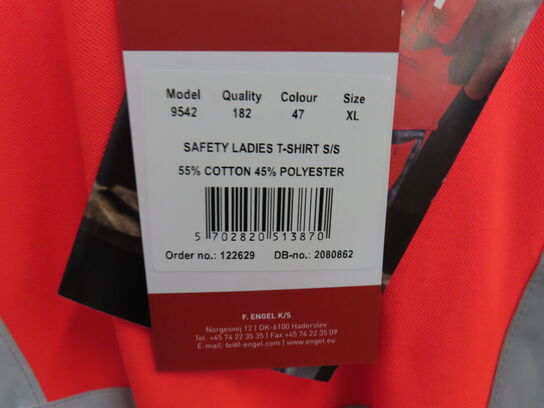 Model Quality Colour Size
9542 182 47 XL
SAFETY LADIES T-SHIRT S/S
55% COTTON 45% POLYESTER
5 702820 513870
Order no.: 122629 DB-no.: 2080862
F. ENGEL K/S
Norgesvej 12 | DK-6100 Haderslev
Tel. +45 74 22 35 35 | Fax +45 74 22 35 09
E-mail: fe@f-engel.com | www.engel.eu